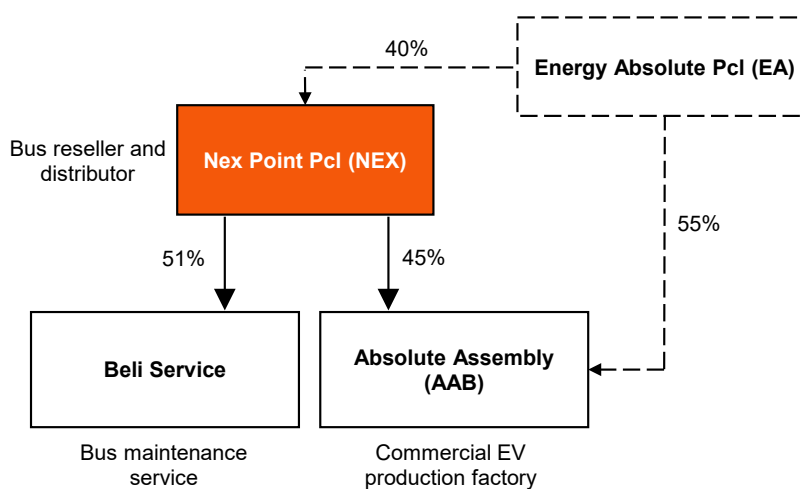 40%
Energy Absolute Pcl (EA)
Bus reseller and
distributor
Nex Point Pcl (NEX)
51%
45%
55%
Beli Service
Absolute Assembly
(AAB)
Bus maintenance
service
Commercial EV
production factory